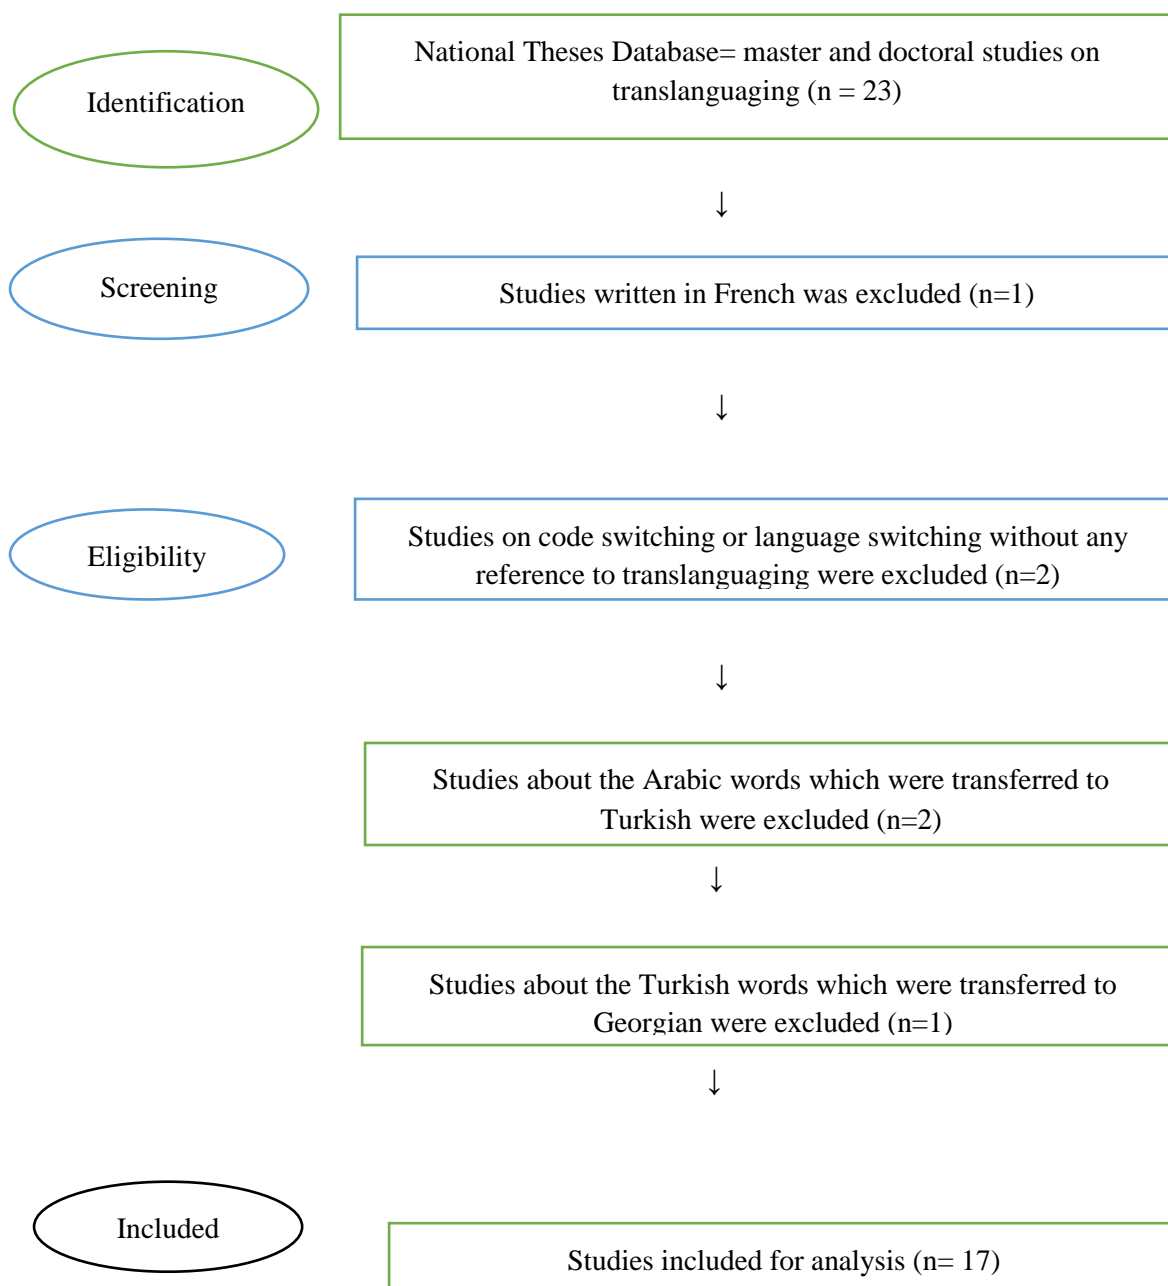 National Theses Database= master and doctoral studies on
translanguaging (n = 23)
Identification
↓
Screening
Studies written in French was excluded (n=1)
↓
Eligibility
Studies on code switching or language switching without any
reference to translanguaging were excluded (n=2)
↓
Studies about the Arabic words which were transferred to
Turkish were excluded (n=2)
↓
Studies about the Turkish words which were transferred to
Georgian were excluded (n=1)
↓
Included
Studies included for analysis (n= 17)